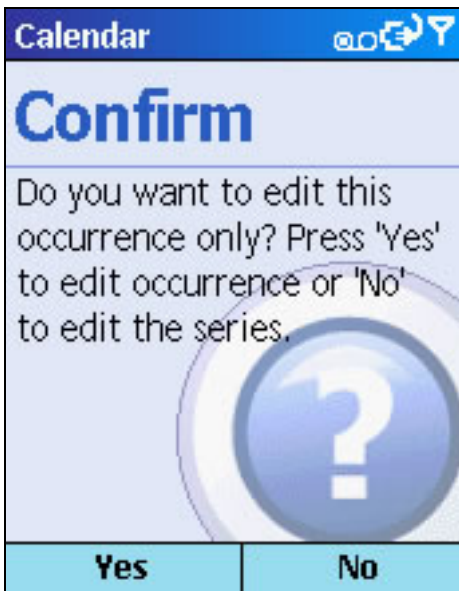 Calendar
Confirm
Do you want to edit this
occurrence only? Press 'Yes'
to edit occurrence or 'No'
to edit the series.
?
Yes No